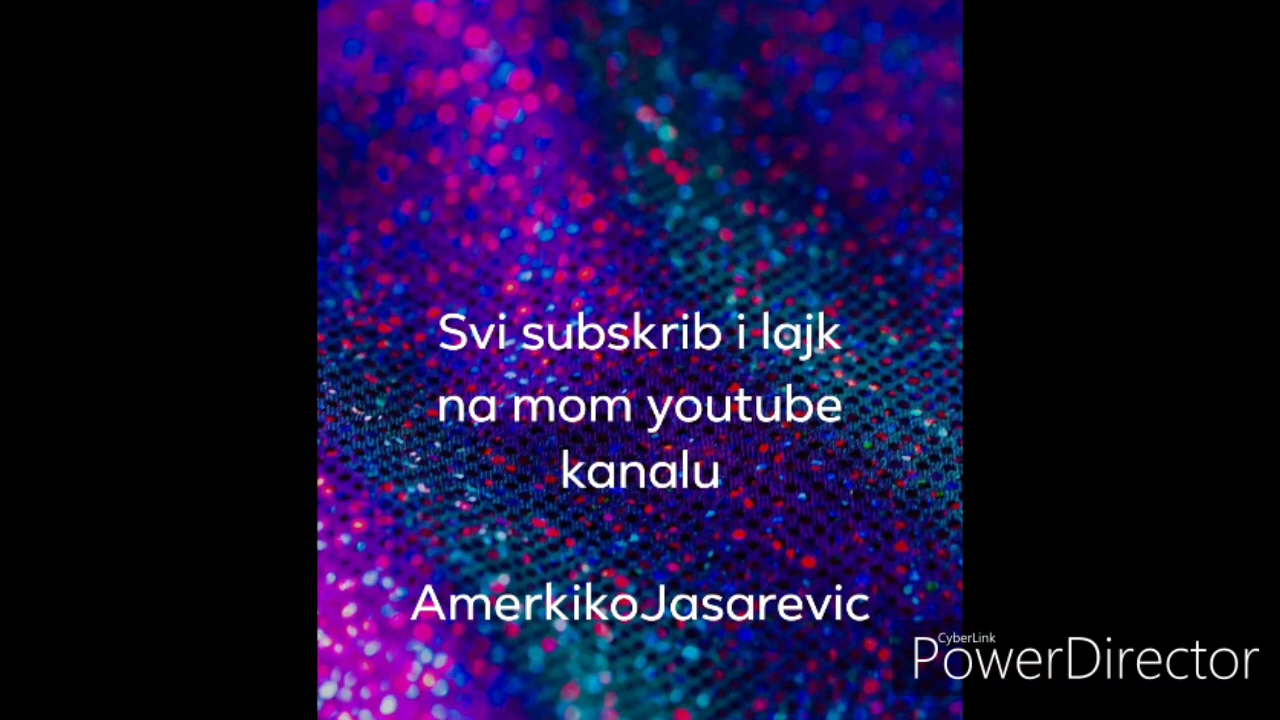 Svi subskrib i lajk
na mom youtube
kanalu
AmerkikoJasarevic
CyberLink
PowerDirector